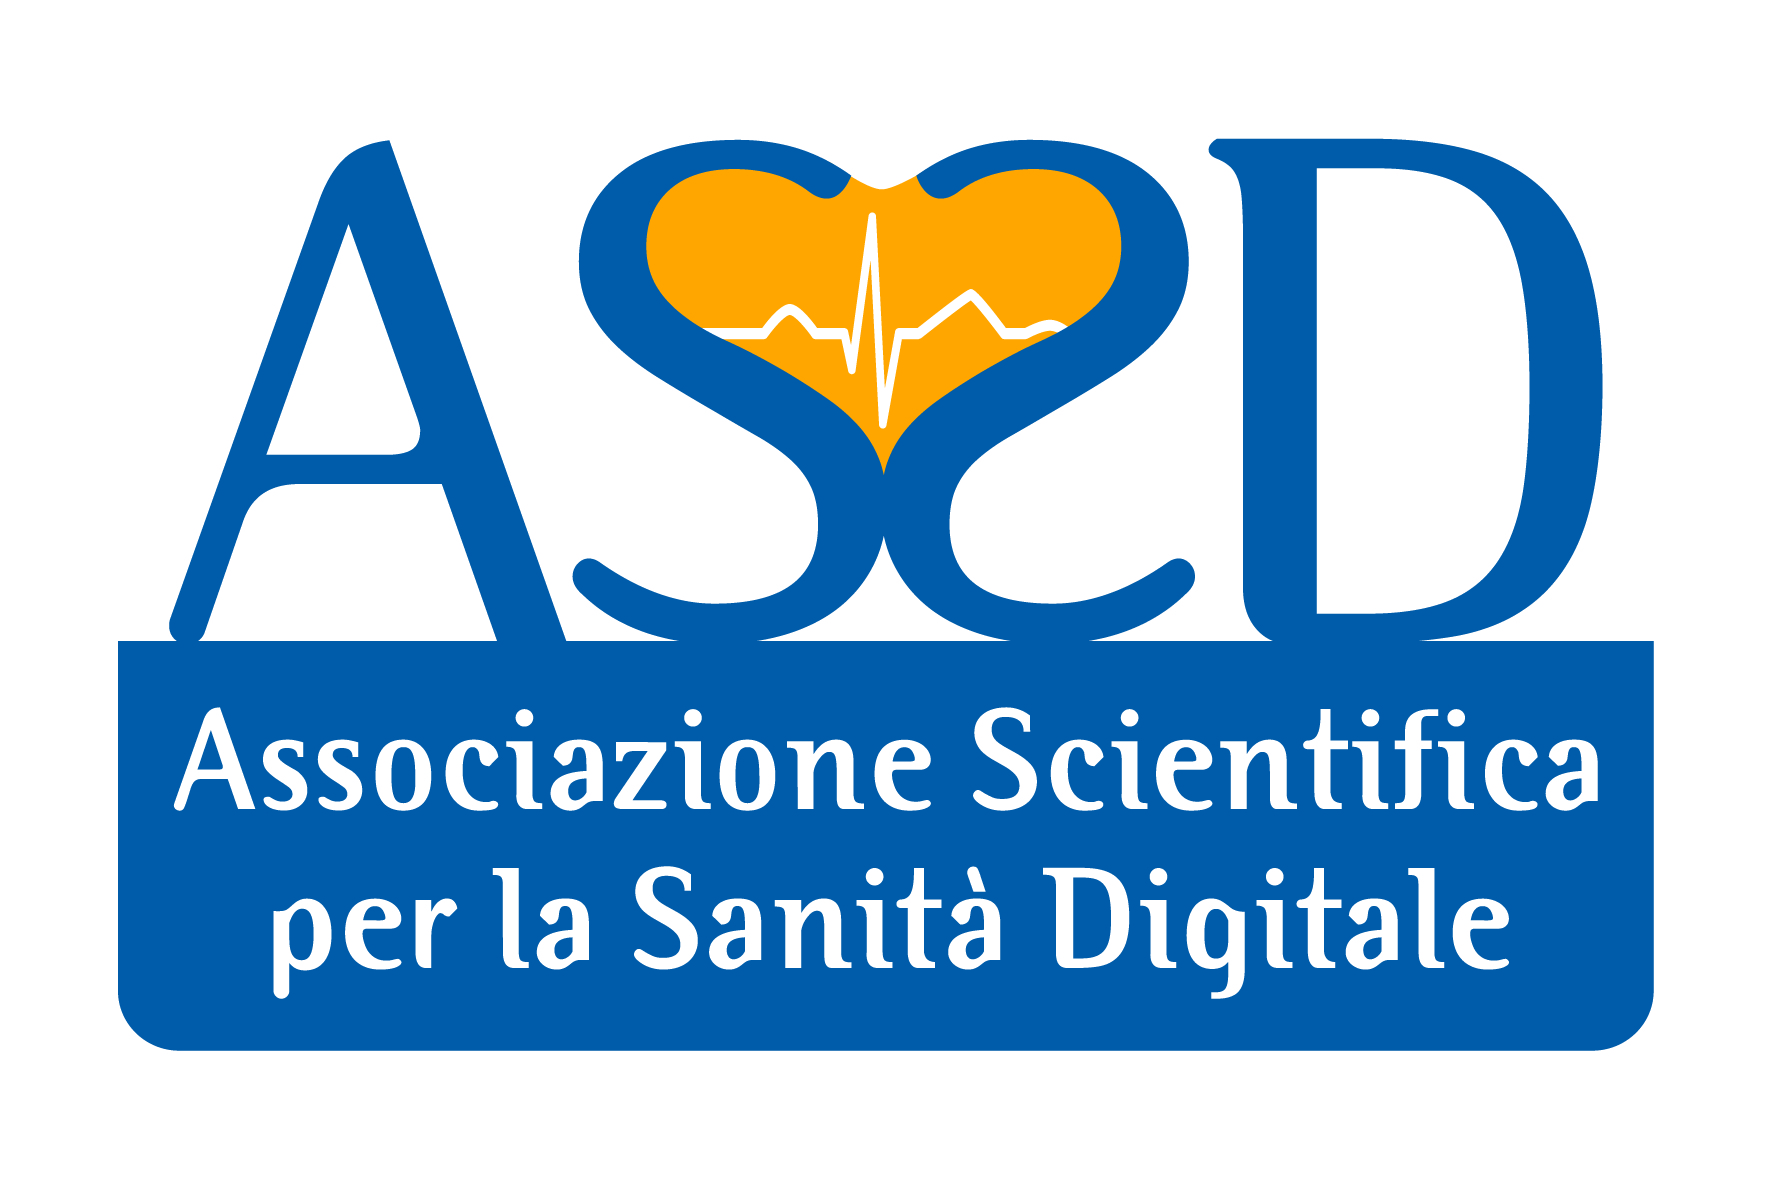 ASSD
Associazione Scientifica
per la Sanità Digitale